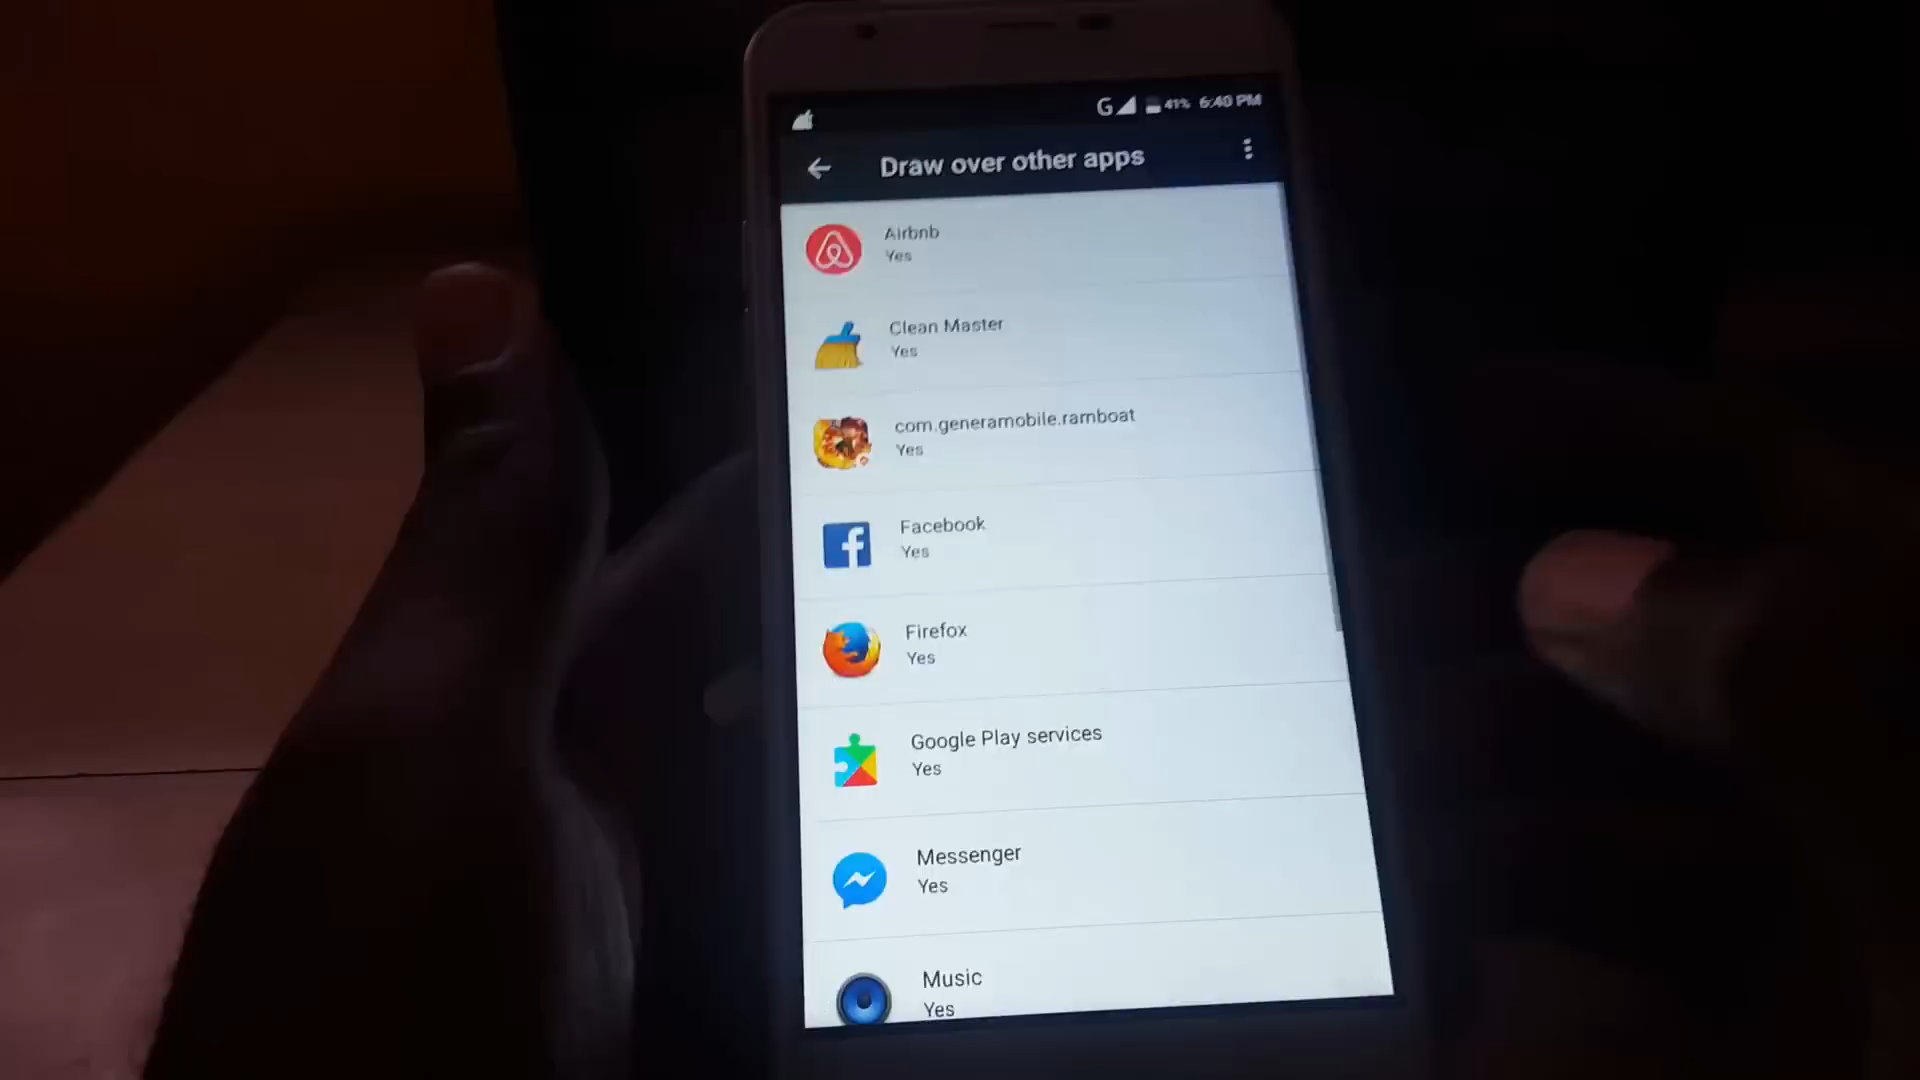 G 41% 6:40 PM
Draw over other apps
Airbnb
Yes
Clean Master
Yes
com.generamobile.ramboat
Yes
Facebook
Yes
Firefox
Yes
Google Play services
Yes
Messenger
Yes
Music
Yes